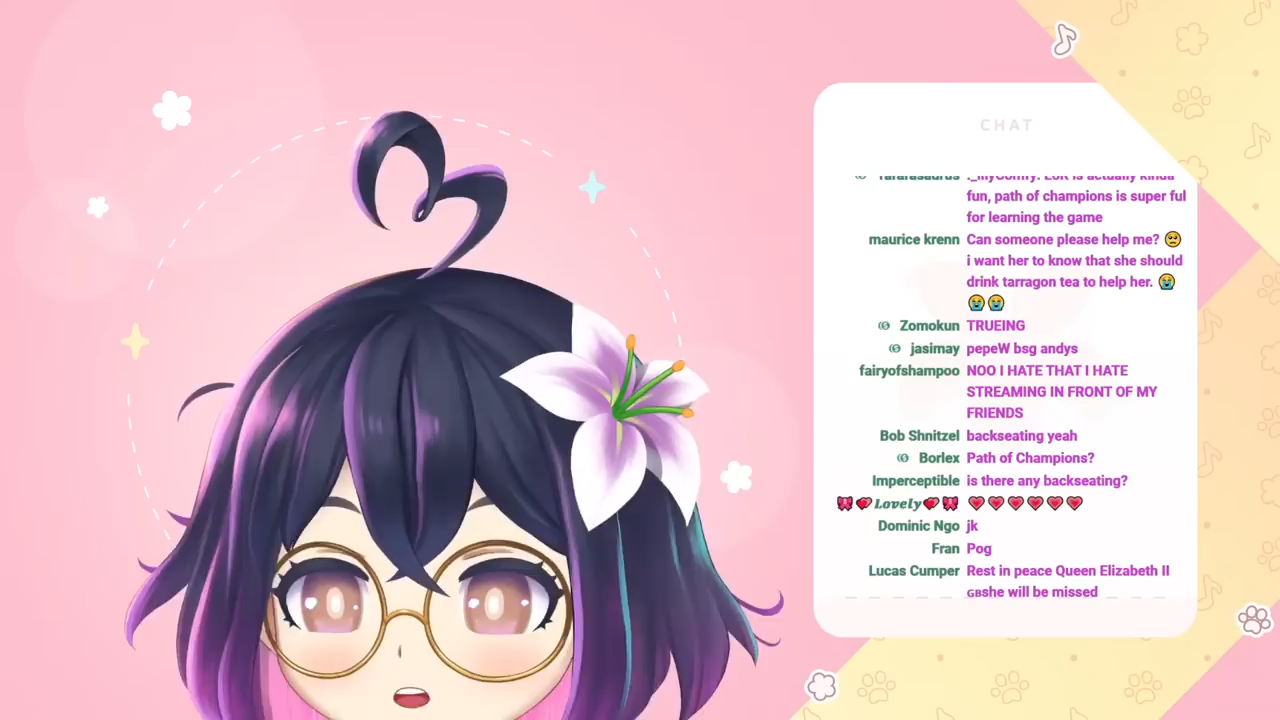 CHAT
fun, path of champions is super ful
for learning the game
maurice krenn Can someone please help me? 🥺
i want her to know that she should
drink tarragon tea to help her. 😭
😭😭
Zomokun TRUEING
jasimay pepeW bsg andys
fairyofshampoo NOO I HATE THAT I HATE
STREAMING IN FRONT OF MY
FRIENDS
Bob Shnitzel backseating yeah
Borlex Path of Champions?
Imperceptible is there any backseating?
🎀💞Lovely💞🎀 💗💗💗💗💗💗
Dominic Ngo jk
Fran Pog
Lucas Cumper Rest in peace Queen Elizabeth II
GBshe will be missed